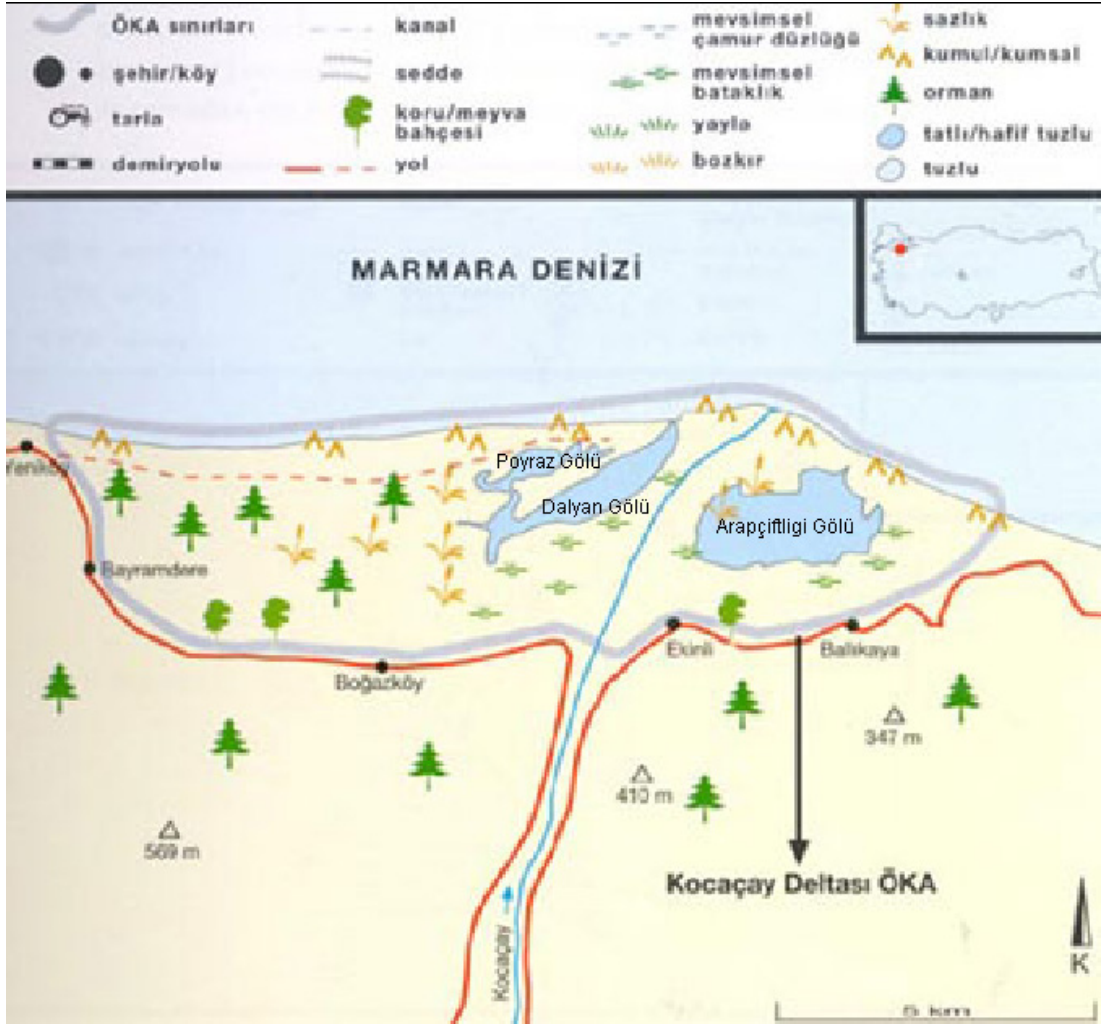 ÖKA sınırları
kanal
mevsimsel
çamur düzlüğü
sazlık
kumul/kumsal
şehir/köy
sedde
mevsimsel
bataklık
orman
tarla
koru/meyva
bahçesi
yayla
tatlı/hafif tuzlu
demiryolu
yol
bozkır
tuzlu
MARMARA DENİZİ
Yeniköy
Poyraz Gölü
Dalyan Gölü
Arapçiftligi Gölü
Bayramdere
Ekinli
Ballıkaya
Boğazköy
347 m
410 m
569 m
Kocaçay Deltası ÖKA
Kocaçay
K
5 km